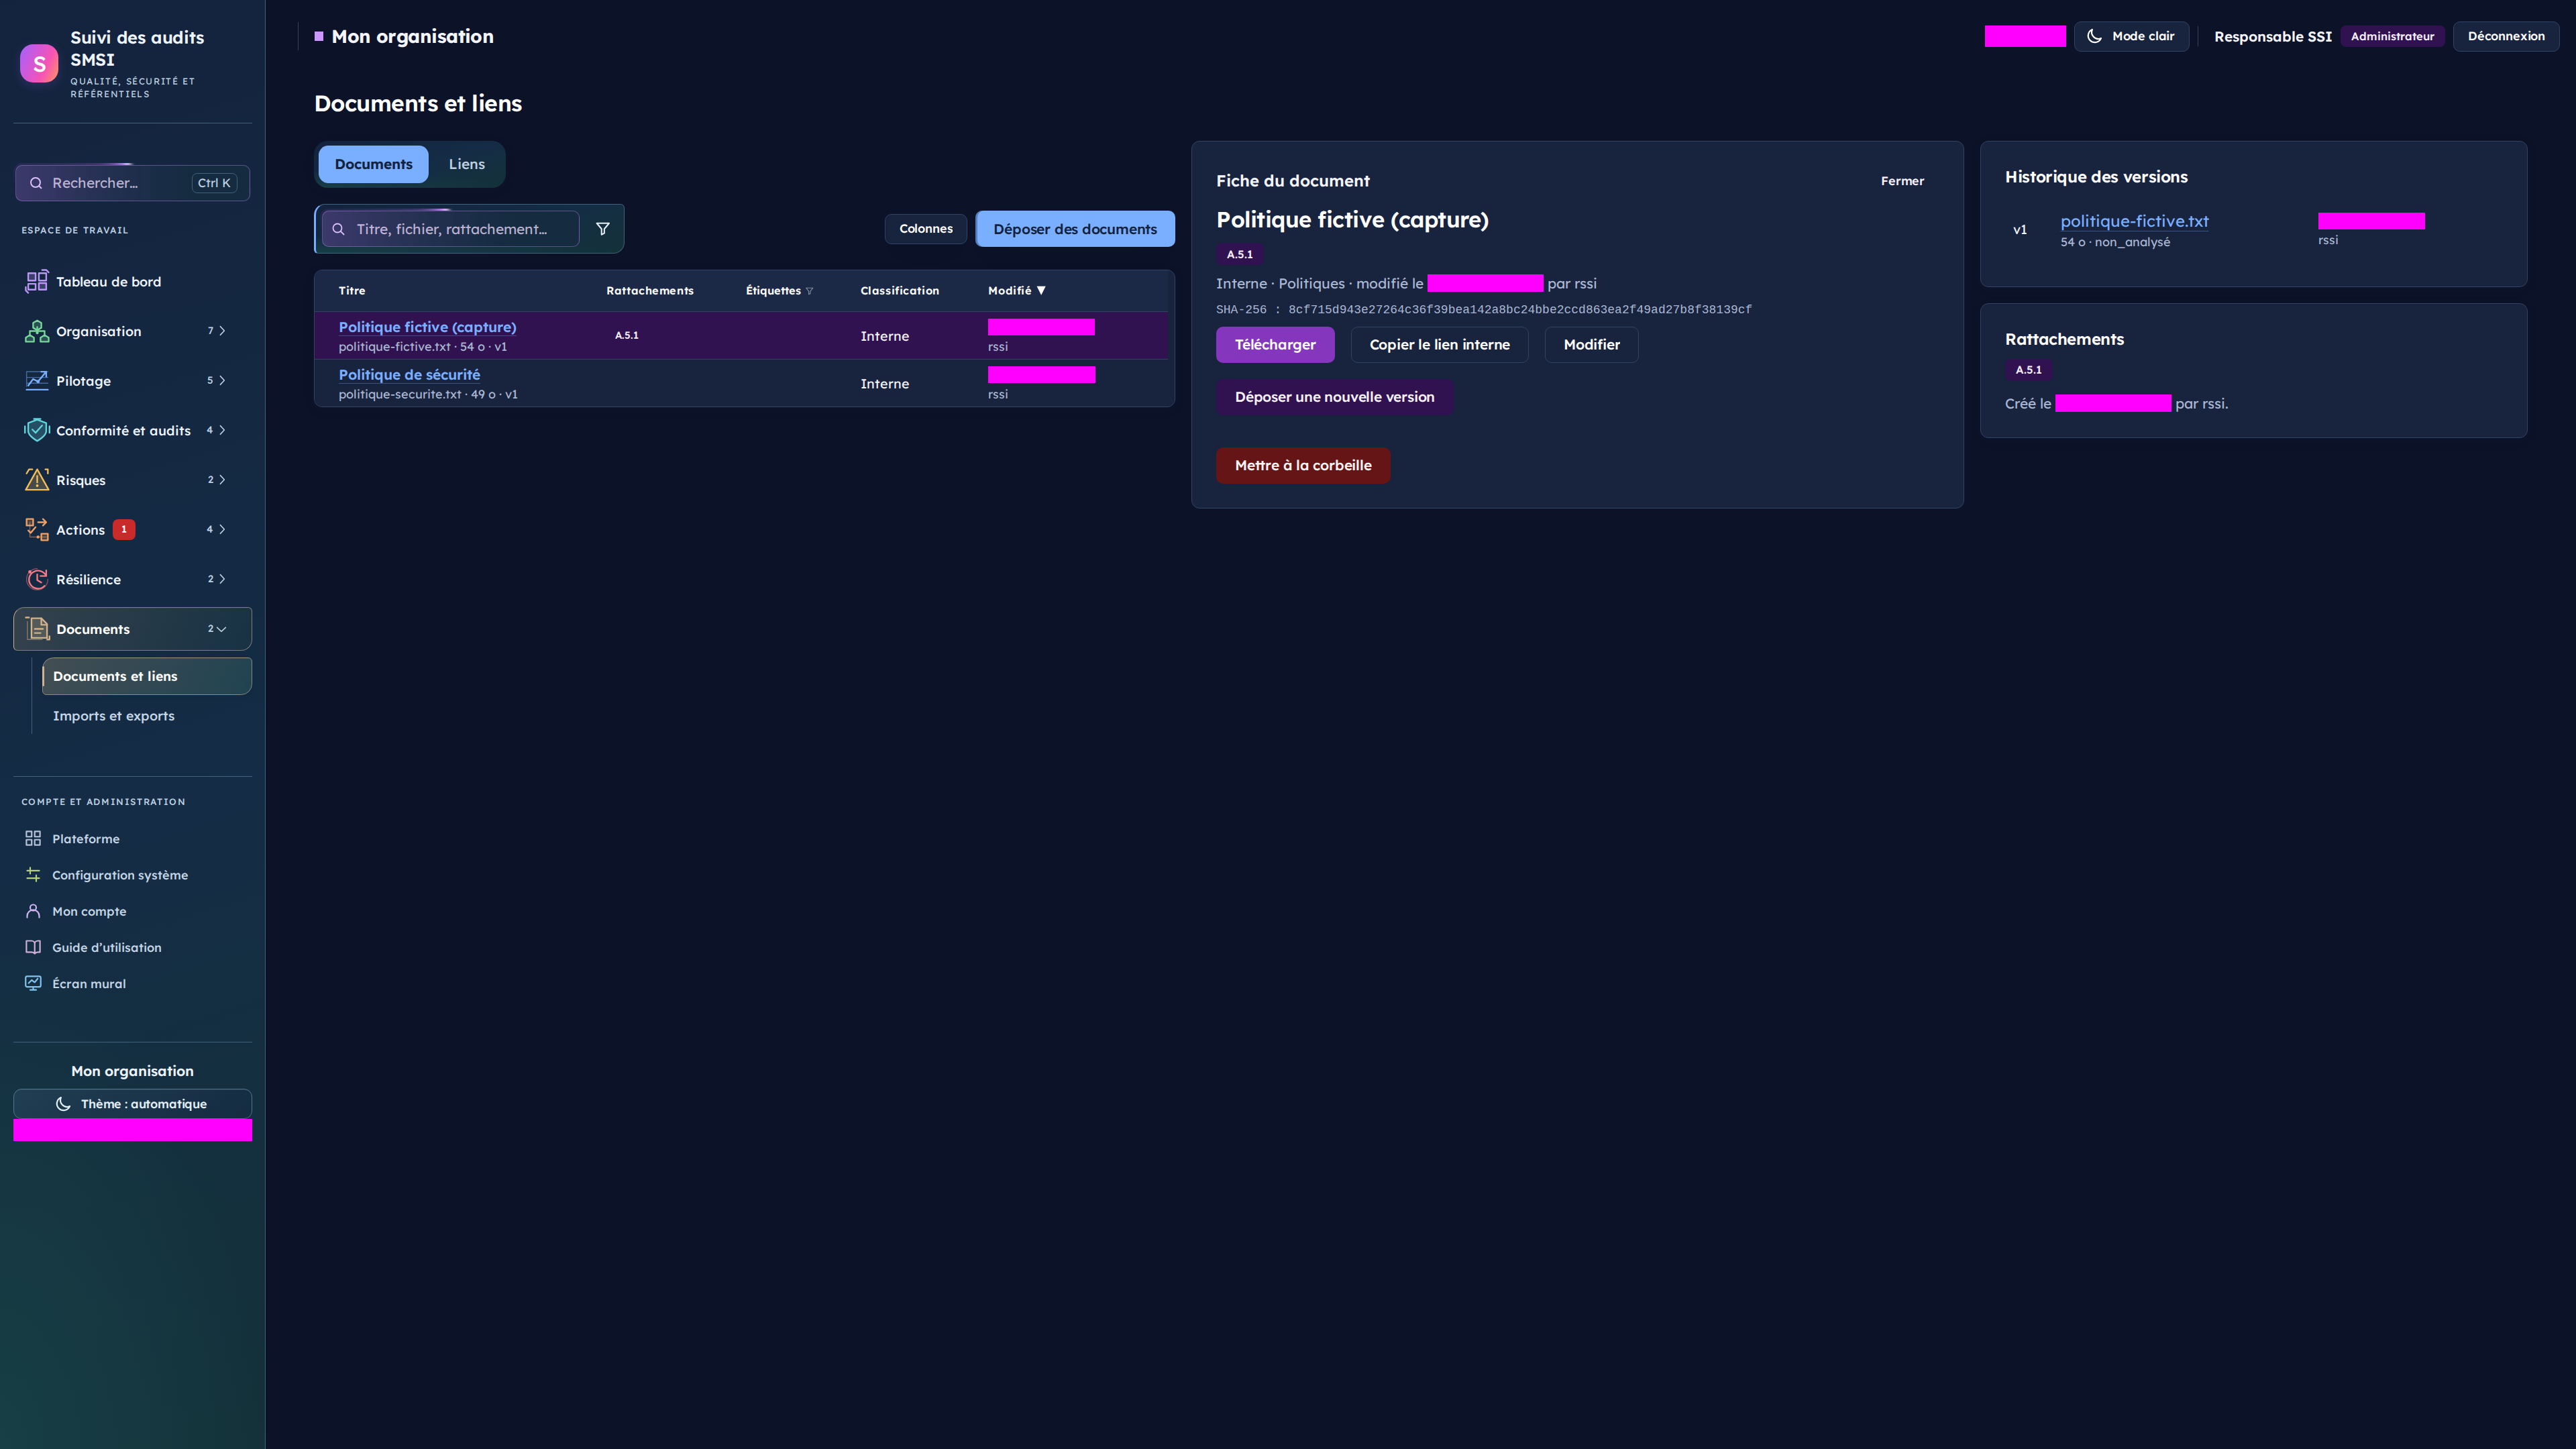 S
Suivi des audits
SMSI
QUALITÉ, SÉCURITÉ ET
RÉFÉRENTIELS
Rechercher...
Ctrl K
ESPACE DE TRAVAIL
Tableau de bord
Organisation 7
Pilotage 5
Conformité et audits 4
Risques 2
Actions 1 4
Résilience 2
Documents 2
Documents et liens
Imports et exports
COMPTE ET ADMINISTRATION
Plateforme
Configuration système
Mon compte
Guide d’utilisation
Écran mural
Mon organisation
Thème : automatique
Mon organisation
Mode clair
Responsable SSI
Administrateur
Déconnexion
Documents et liens
Documents
Liens
Titre, fichier, rattachement...
Colonnes
Déposer des documents
Titre Rattachements Étiquettes Classification Modifié ▼
Politique fictive (capture) A.5.1 Interne
politique-fictive.txt · 54 o · v1 rssi
Politique de sécurité Interne
politique-securite.txt · 49 o · v1 rssi
Fiche du document
Fermer
Politique fictive (capture)
A.5.1
Interne · Politiques · modifié le par rssi
SHA-256 : 8cf715d943e27264c36f39bea142a8bc24bbe2ccd863ea2f49ad27b8f38139cf
Télécharger
Copier le lien interne
Modifier
Déposer une nouvelle version
Mettre à la corbeille
Historique des versions
v1 politique-fictive.txt
54 o · non_analysé rssi
Rattachements
A.5.1
Créé le par rssi.